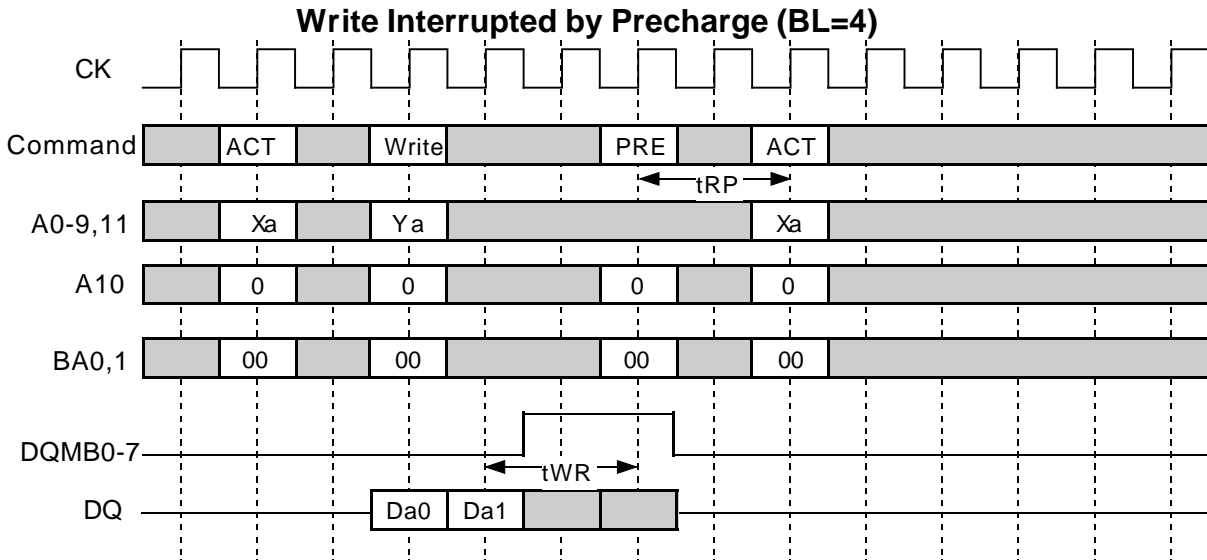 Write Interrupted by Precharge (BL=4)
CK
Command ACT Write PRE ACT
tRP
A0-9,11 Xa Ya Xa
A10 0 0 0 0
BA0,1 00 00 00 00
DQMB0-7
tWR
DQ Da0 Da1